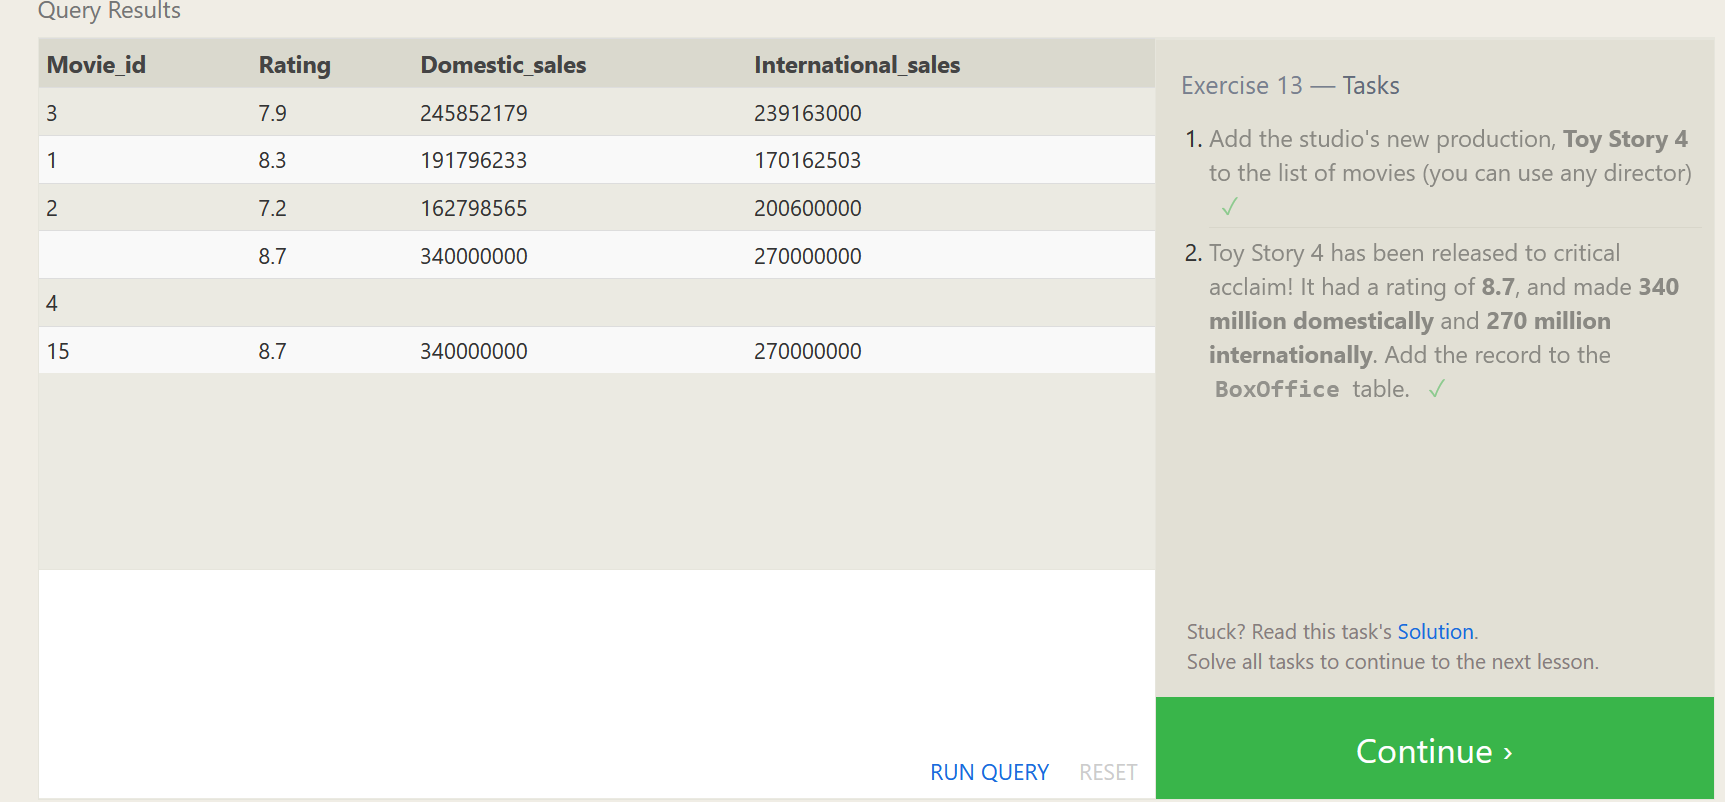 Query Results
Movie_id Rating Domestic_sales International_sales
3 7.9 245852179 239163000
1 8.3 191796233 170162503
2 7.2 162798565 200600000
8.7 340000000 270000000
4
15 8.7 340000000 270000000
RUN QUERY RESET
Exercise 13 — Tasks
1. Add the studio's new production, Toy Story 4
to the list of movies (you can use any director)
✓
2. Toy Story 4 has been released to critical
acclaim! It had a rating of 8.7, and made 340
million domestically and 270 million
internationally. Add the record to the
BoxOffice table. ✓
Stuck? Read this task's Solution.
Solve all tasks to continue to the next lesson.
Continue ›